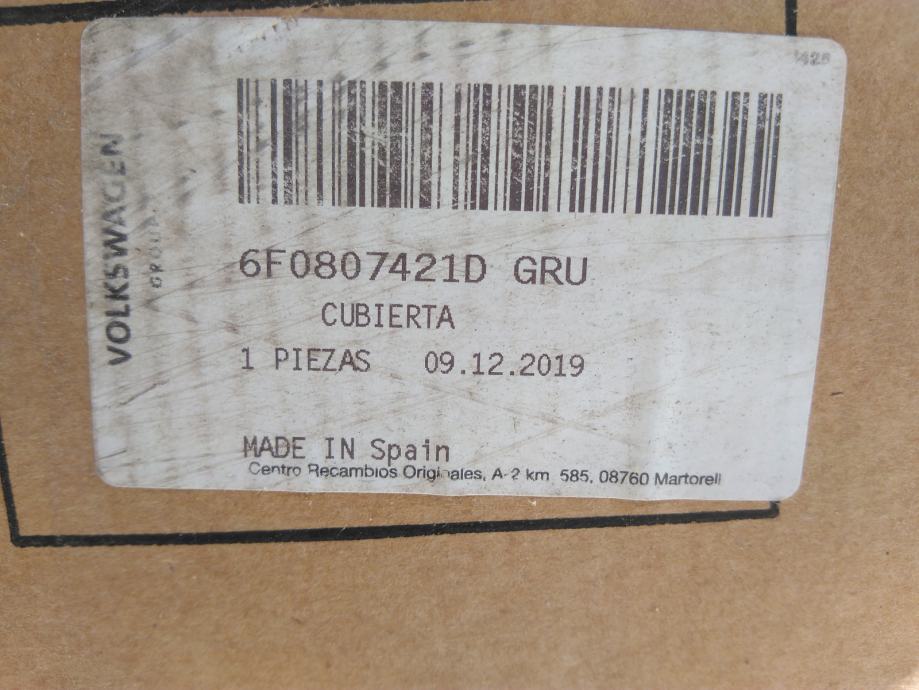 VOLKSWAGEN
GROUP
6F0807421D GRU
CUBIERTA
1 PIEZAS 09.12.2019
MADE IN Spain
Centro Recambios Originales, A-2 km 585, 08760 Martorell